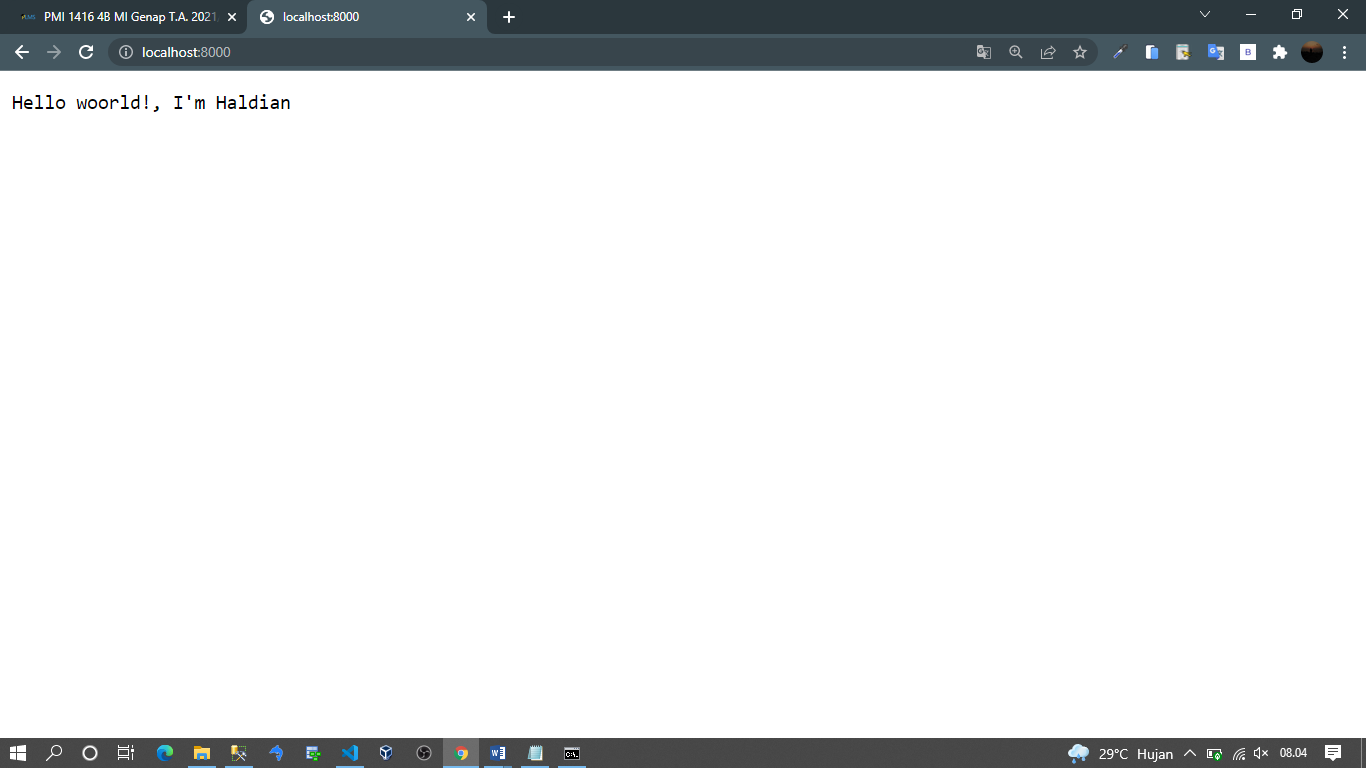 PMI 1416 4B MI Genap T.A. 2021
localhost:8000
localhost:8000
Hello woorld!, I'm Haldian
29°C Hujan
08.04